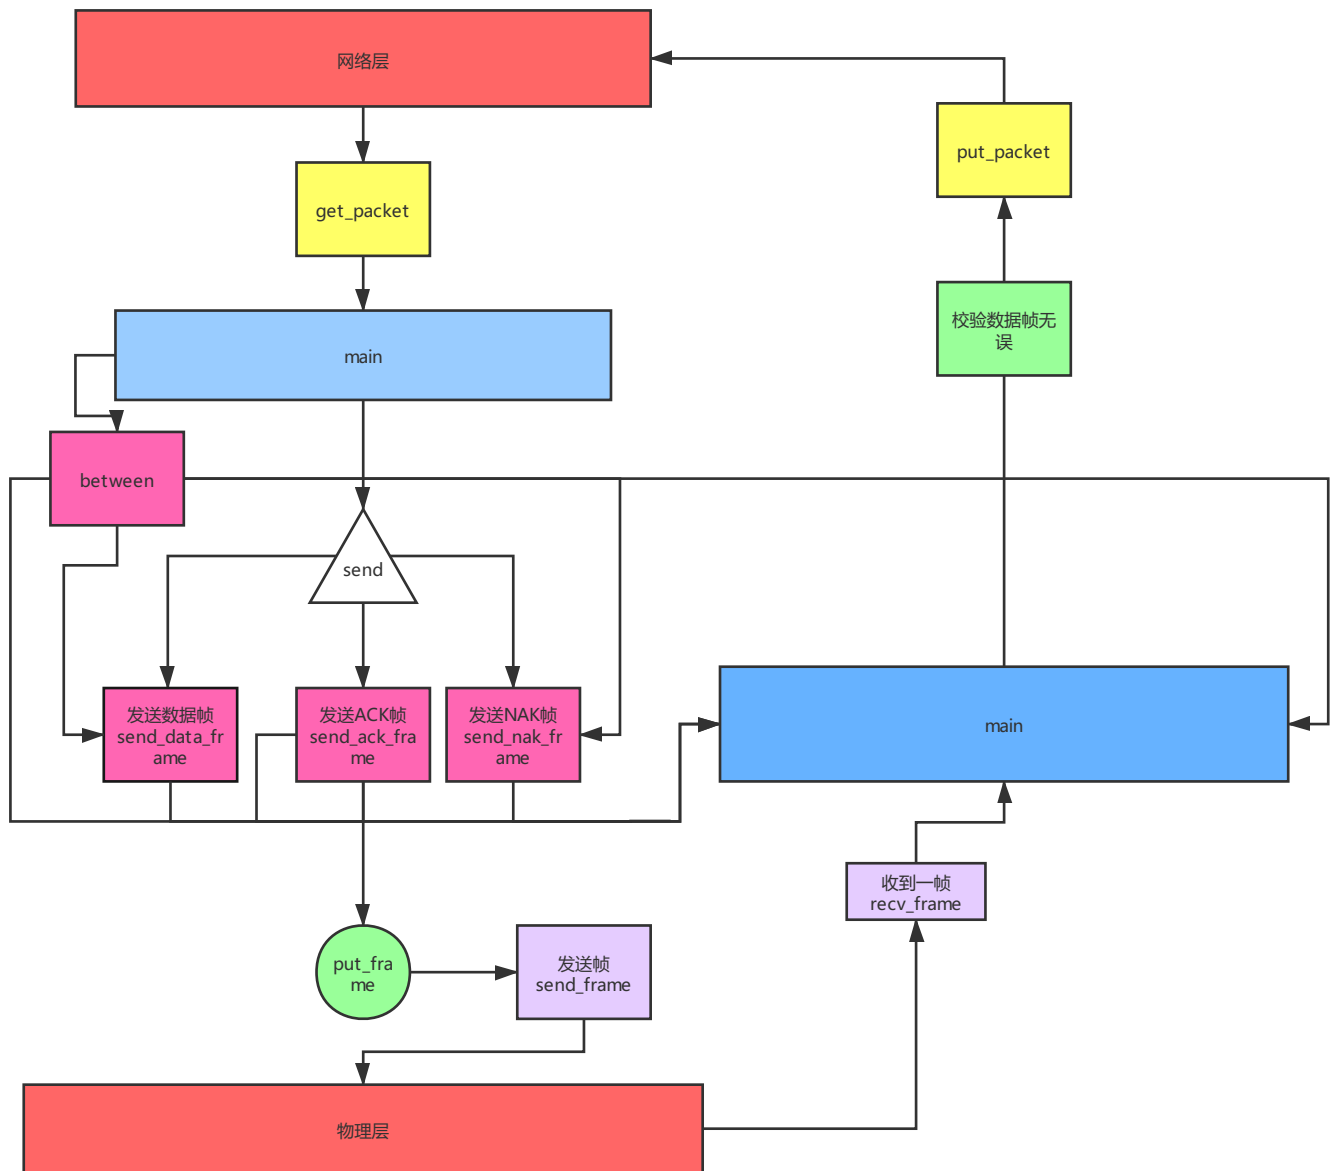 网络层
put_packet
get_packet
校验数据帧无
误
main
between
send
发送数据帧
send_data_fr
ame
发送ACK帧
send_ack_fra
me
发送NAK帧
send_nak_fr
ame
main
收到一帧
recv_frame
put_fra
me
发送帧
send_frame
物理层